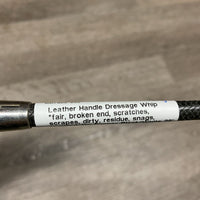 Leather Handle Dressage Whip
*fair, broken end, scratches,
scrapes, dirty, residue, snags,